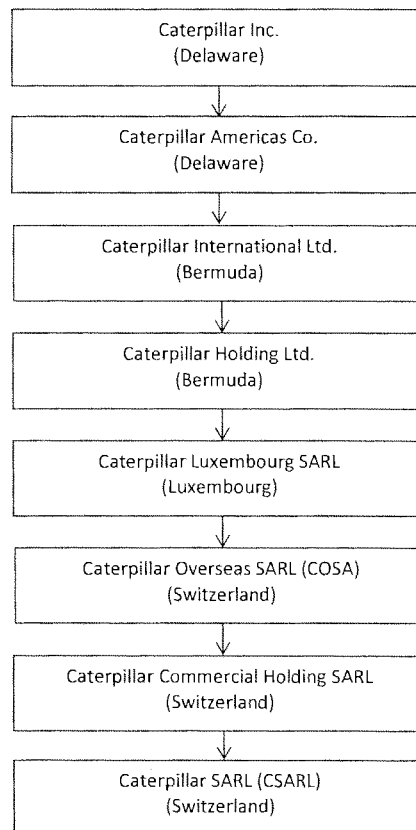 Caterpillar Inc.
(Delaware)
Caterpillar Americas Co.
(Delaware)
Caterpillar International Ltd.
(Bermuda)
Caterpillar Holding Ltd.
(Bermuda)
Caterpillar Luxembourg SARL
(Luxembourg)
Caterpillar Overseas SARL (COSA)
(Switzerland)
Caterpillar Commercial Holding SARL
(Switzerland)
Caterpillar SARL (CSARL)
(Switzerland)